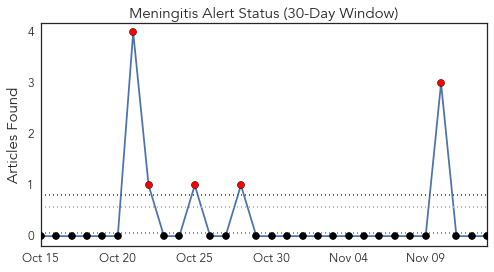 Meningitis Alert Status (30-Day Window)
Articles Found
4
3
2
1
0
Oct 15 Oct 20 Oct 25 Oct 30 Nov 04 Nov 09